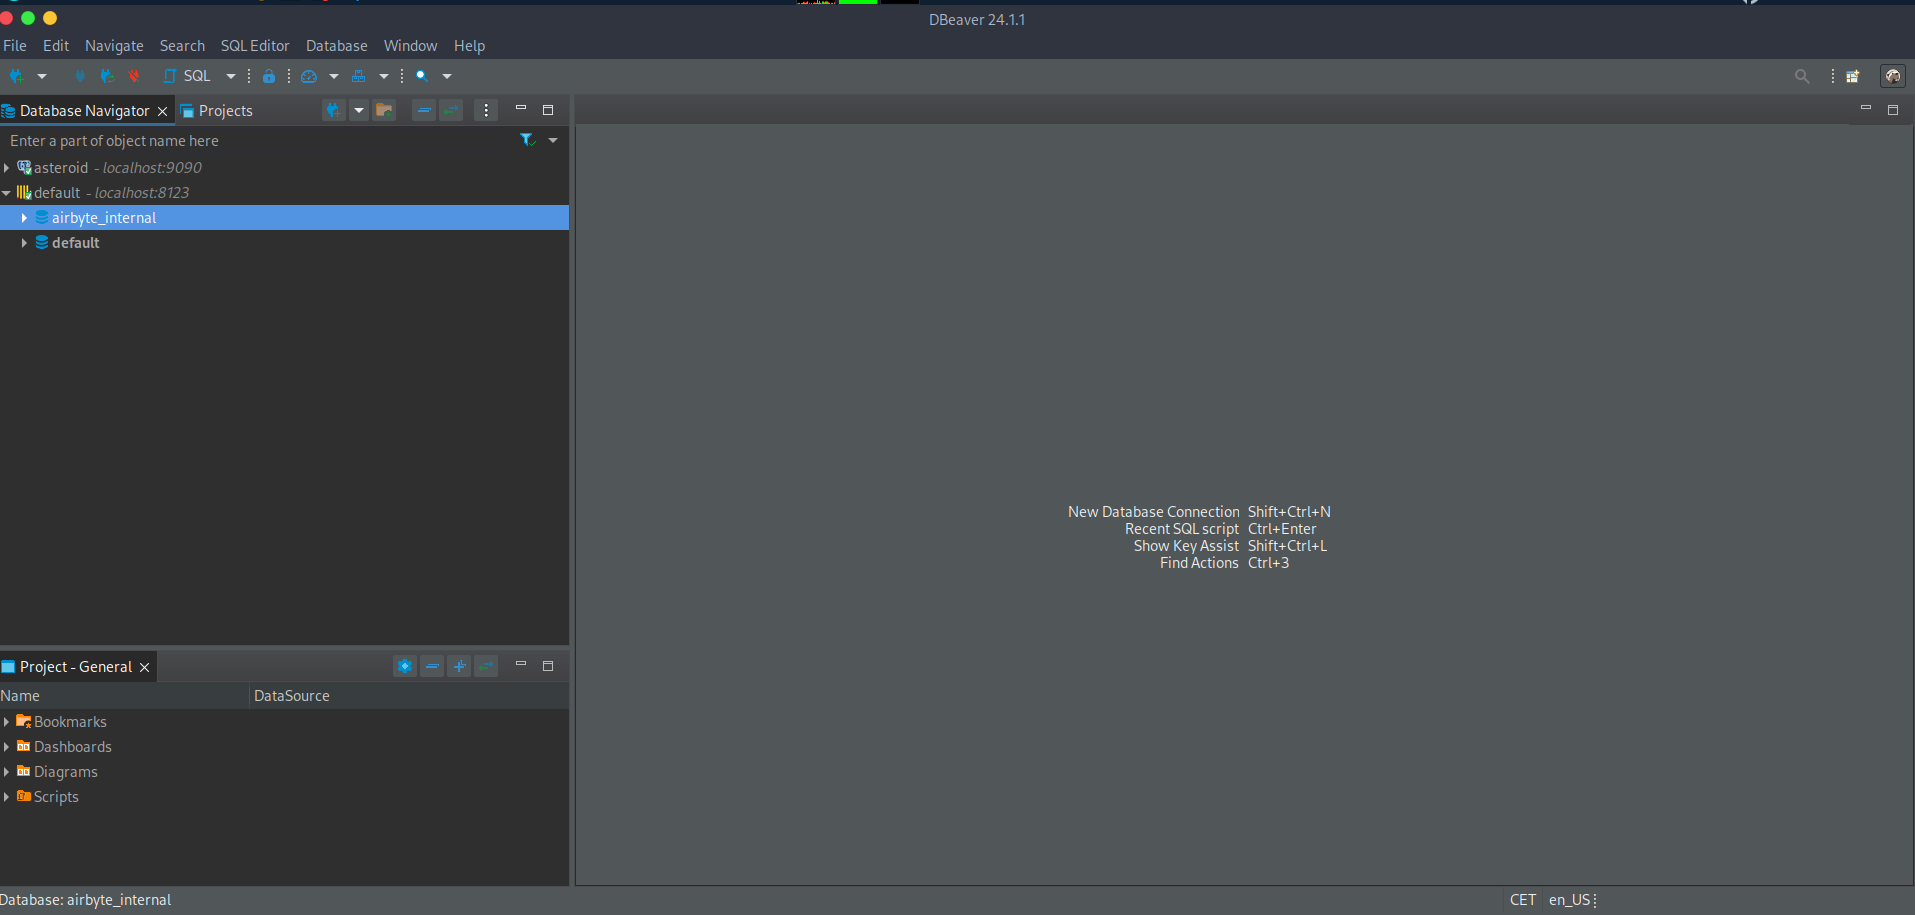 DBeaver 24.1.1
File Edit Navigate Search SQL Editor Database Window Help
SQL
Database Navigator Projects
Enter a part of object name here
asteroid - localhost:9090
default - localhost:8123
airbyte_internal
default
New Database Connection Shift+Ctrl+N
Recent SQL script Ctrl+Enter
Show Key Assist Shift+Ctrl+L
Find Actions Ctrl+3
Project - General
Name DataSource
Bookmarks
Dashboards
Diagrams
Scripts
Database: airbyte_internal CET en_US